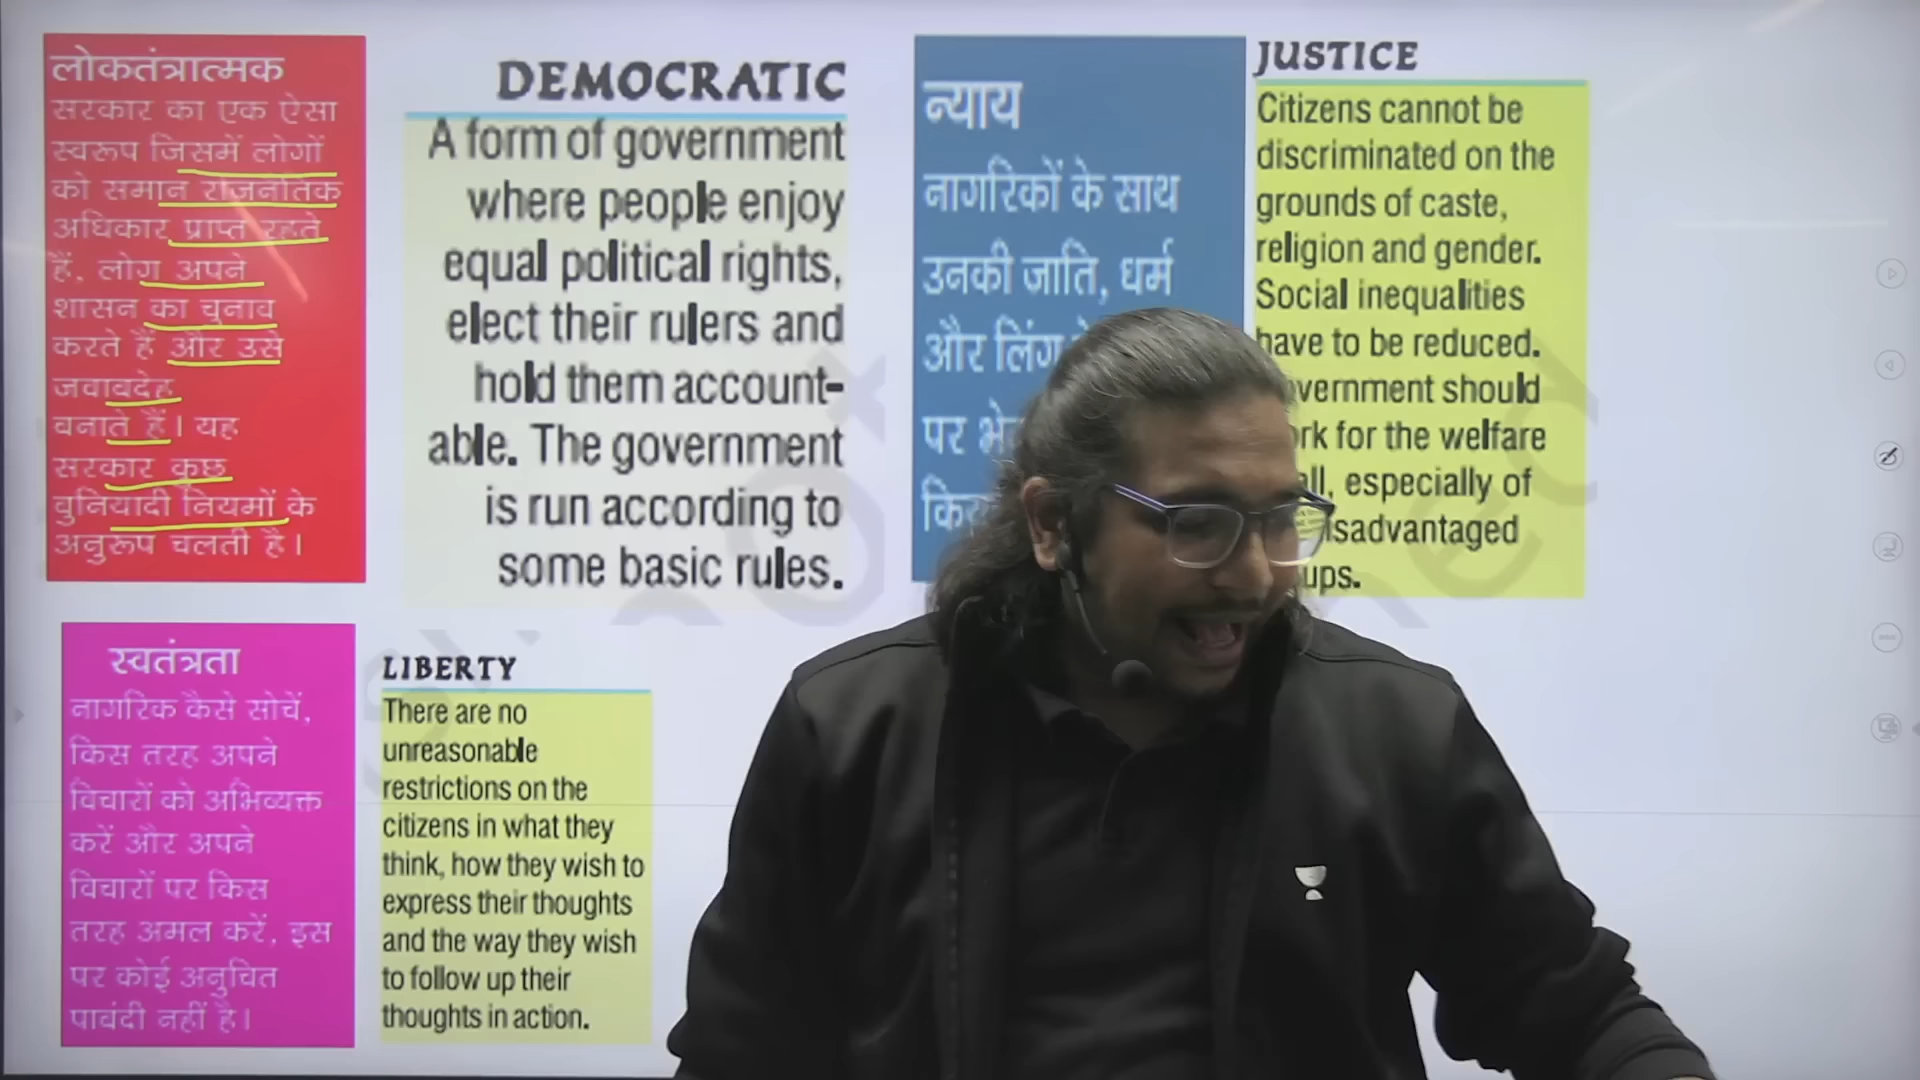 लोकतंत्रात्मक
सरकार का एक ऐसा
स्वरूप जिसमें लोगों
को समान राजनैतिक
अधिकार प्राप्त रहते
हैं, लोग अपने
शासन का चुनाव
करते हैं और उसे
जवाबदेह
बनाते हैं। यह
सरकार कुछ
बुनियादी नियमों के
अनुरूप चलती है।
DEMOCRATIC
A form of government
where people enjoy
equal political rights,
elect their rulers and
hold them account-
able. The government
is run according to
some basic rules.
न्याय
नागरिकों के साथ
उनकी जाति, धर्म
और लिंग
पर
JUSTICE
Citizens cannot be
discriminated on the
grounds of caste,
religion and gender.
Social inequalities
have to be reduced.
vernment should
rk for the welfare
all, especially of
isadvantaged
ups.
स्वतंत्रता
नागरिक कैसे सोचें,
किस तरह अपने
विचारों को अभिव्यक्त
करें और अपने
विचारों पर किस
तरह अमल करें, इस
पर कोई अनुचित
पाबंदी नहीं है।
LIBERTY
There are no
unreasonable
restrictions on the
citizens in what they
think, how they wish to
express their thoughts
and the way they wish
to follow up their
thoughts in action.